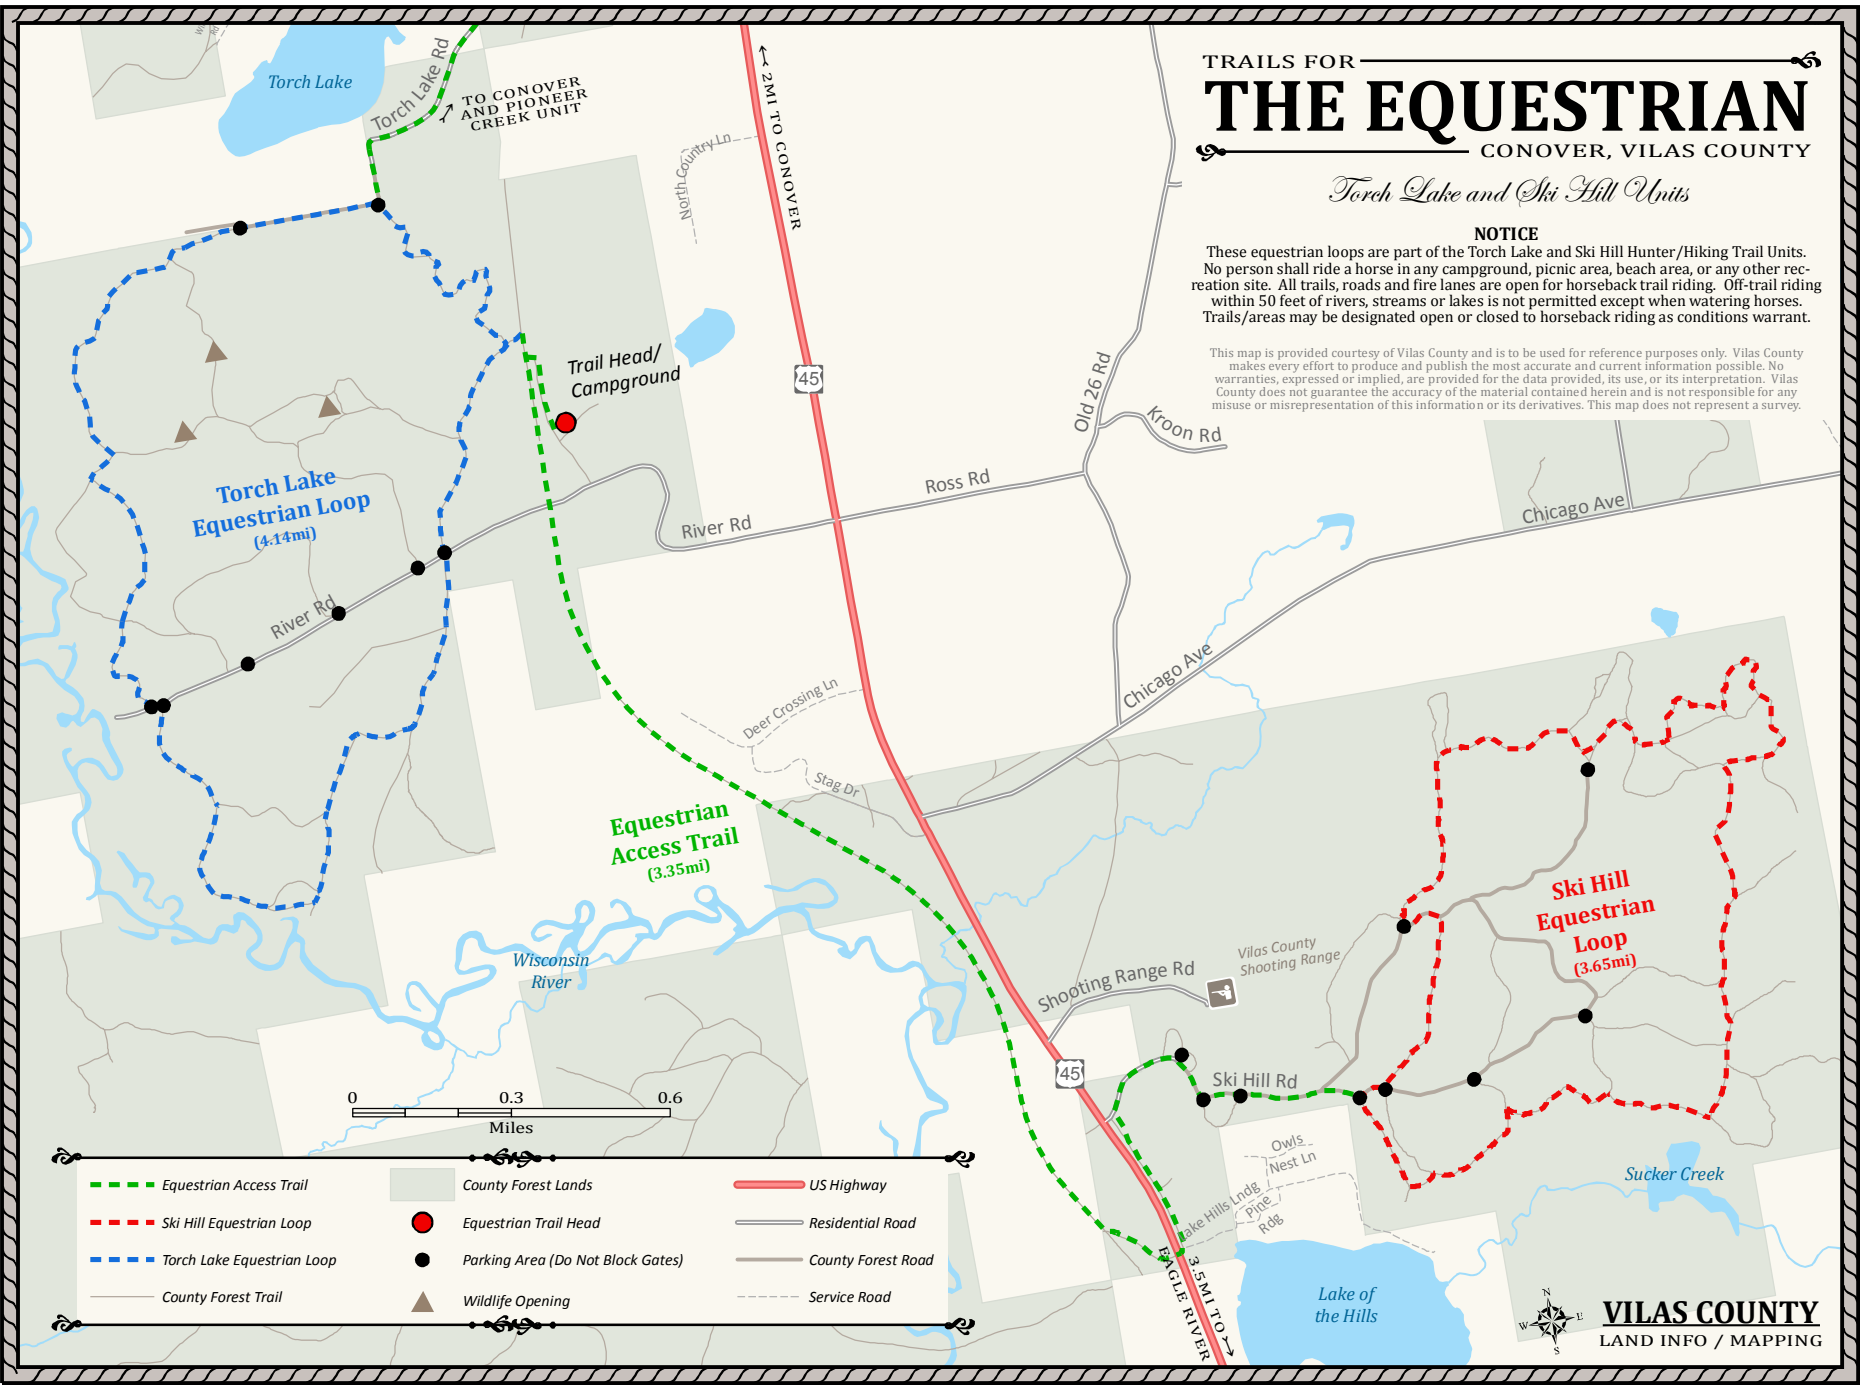 TRAILS FOR
THE EQUESTRIAN
CONOVER, VILAS COUNTY
Torch Lake and Ski Hill Units
NOTICE
These equestrian loops are part of the Torch Lake and Ski Hill Hunter/Hiking Trail Units.
No person shall ride a horse in any campground, picnic area, beach area, or any other rec-
reation site. All trails, roads and fire lanes are open for horseback trail riding. Off-trail riding
within 50 feet of rivers, streams or lakes is not permitted except when watering horses.
Trails/areas may be designated open or closed to horseback riding as conditions warrant.
This map is provided courtesy of Vilas County and is to be used for reference purposes only. Vilas County
makes every effort to produce and publish the most accurate and current information possible. No
warranties, expressed or implied, are provided for the data provided, its use, or its interpretation. Vilas
County does not guarantee the accuracy of the material contained herein and is not responsible for any
misuse or misrepresentation of this information or its derivatives. This map does not represent a survey.
Torch Lake
Torch Lake Rd
TO CONOVER
AND PIONEER
CREEK UNIT
2MI TO CONOVER
North Country Ln
Trail Head/
Campground
45
Old 26 Rd
Kroon Rd
Ross Rd
River Rd
Chicago Ave
Torch Lake
Equestrian Loop
(4.14mi)
River Rd
Chicago Ave
Deer Crossing Ln
Stag Dr
Equestrian
Access Trail
(3.35mi)
Ski Hill
Equestrian
Loop
(3.65mi)
Wisconsin
River
Vilas County
Shooting Range
Shooting Range Rd
45
Ski Hill Rd
Owls
Nest Ln
Lake Hills Lndg
Pine
Rdg
Sucker Creek
3.5MI TO
EAGLE RIVER
Lake of
the Hills
0 0.3 0.6
Miles
Equestrian Access Trail
Ski Hill Equestrian Loop
Torch Lake Equestrian Loop
County Forest Trail
County Forest Lands
Equestrian Trail Head
Parking Area (Do Not Block Gates)
Wildlife Opening
US Highway
Residential Road
County Forest Road
Service Road
N
W
E
S
VILAS COUNTY
LAND INFO / MAPPING